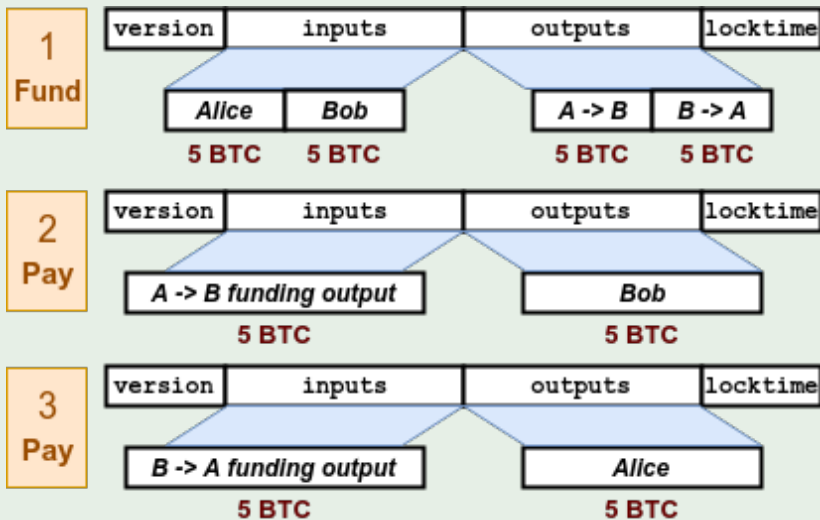 1
Fund
version inputs outputs locktime
Alice Bob A -> B B -> A
5 BTC 5 BTC 5 BTC 5 BTC
2
Pay
version inputs outputs locktime
A -> B funding output Bob
5 BTC 5 BTC
3
Pay
version inputs outputs locktime
B -> A funding output Alice
5 BTC 5 BTC